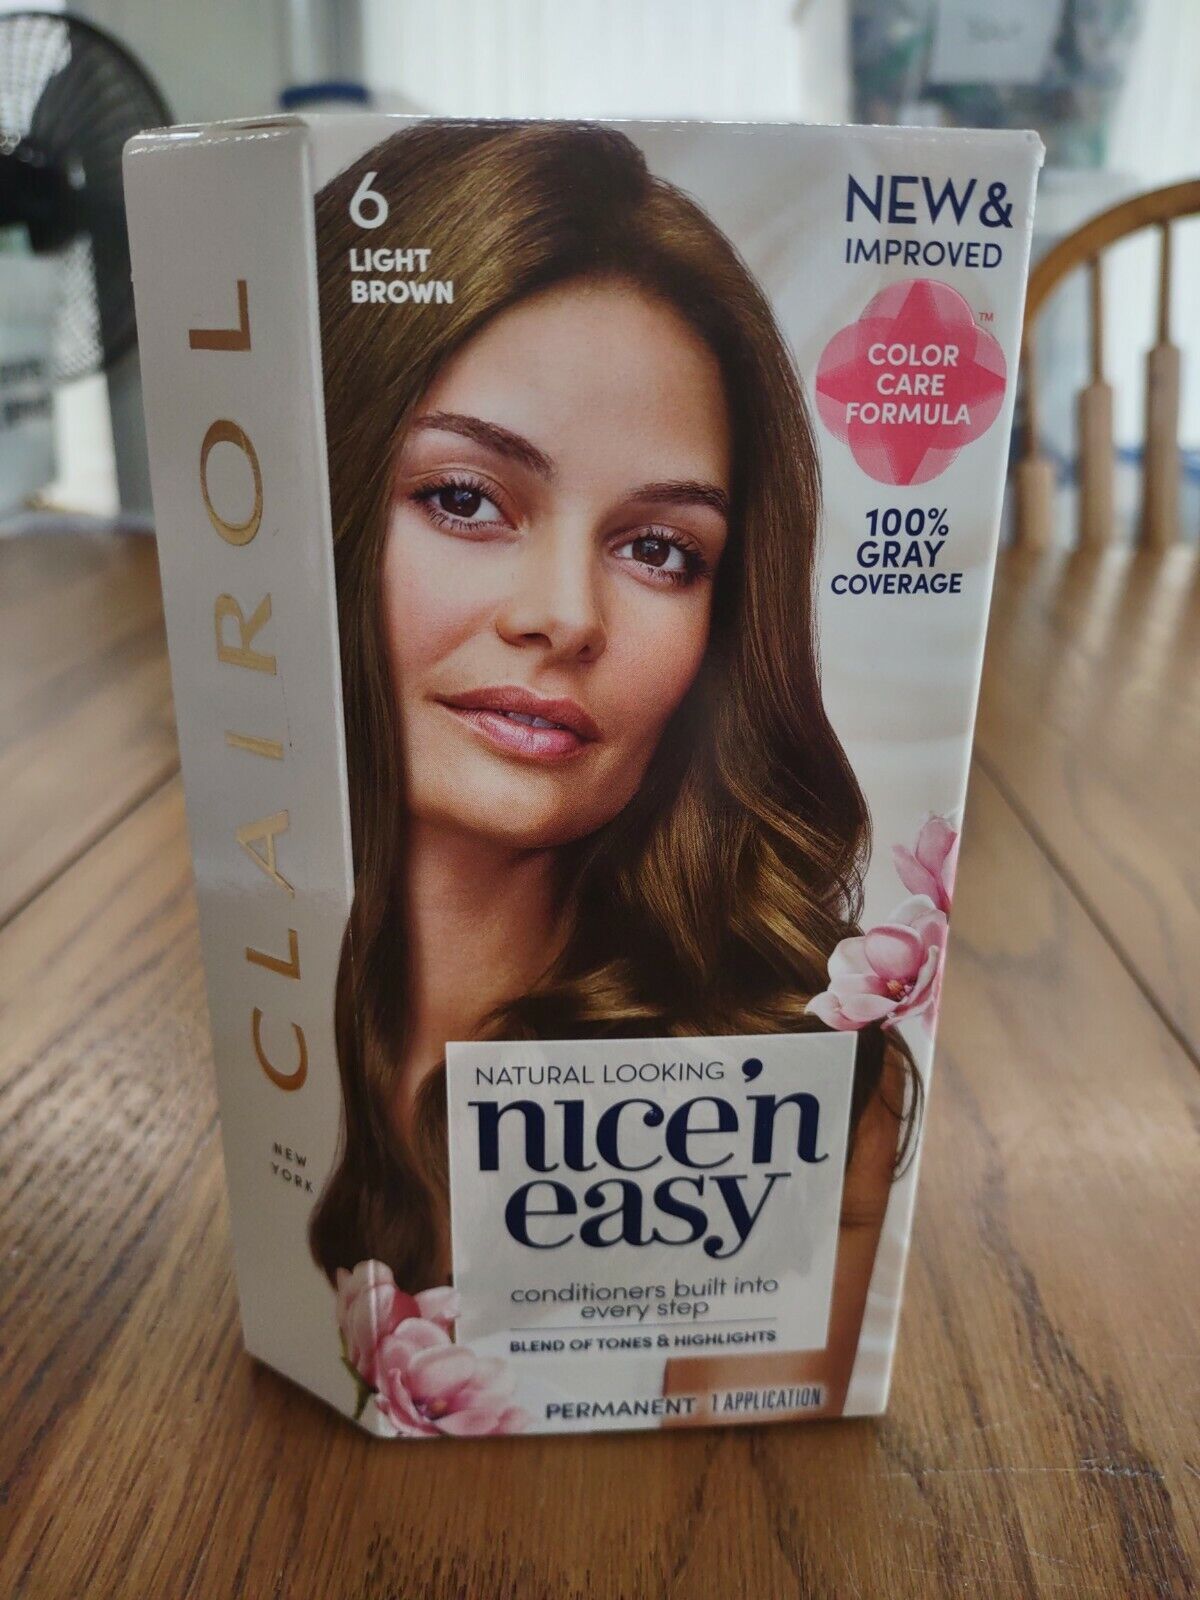 CLAIROL
NEW
YORK
6
LIGHT
BROWN
NEW &
IMPROVED
COLOR
CARE
FORMULA
™
100%
GRAY
COVERAGE
NATURAL LOOKING
nice'n
easy
conditioners built into
every step
BLEND OF TONES & HIGHLIGHTS
PERMANENT 1 APPLICATION